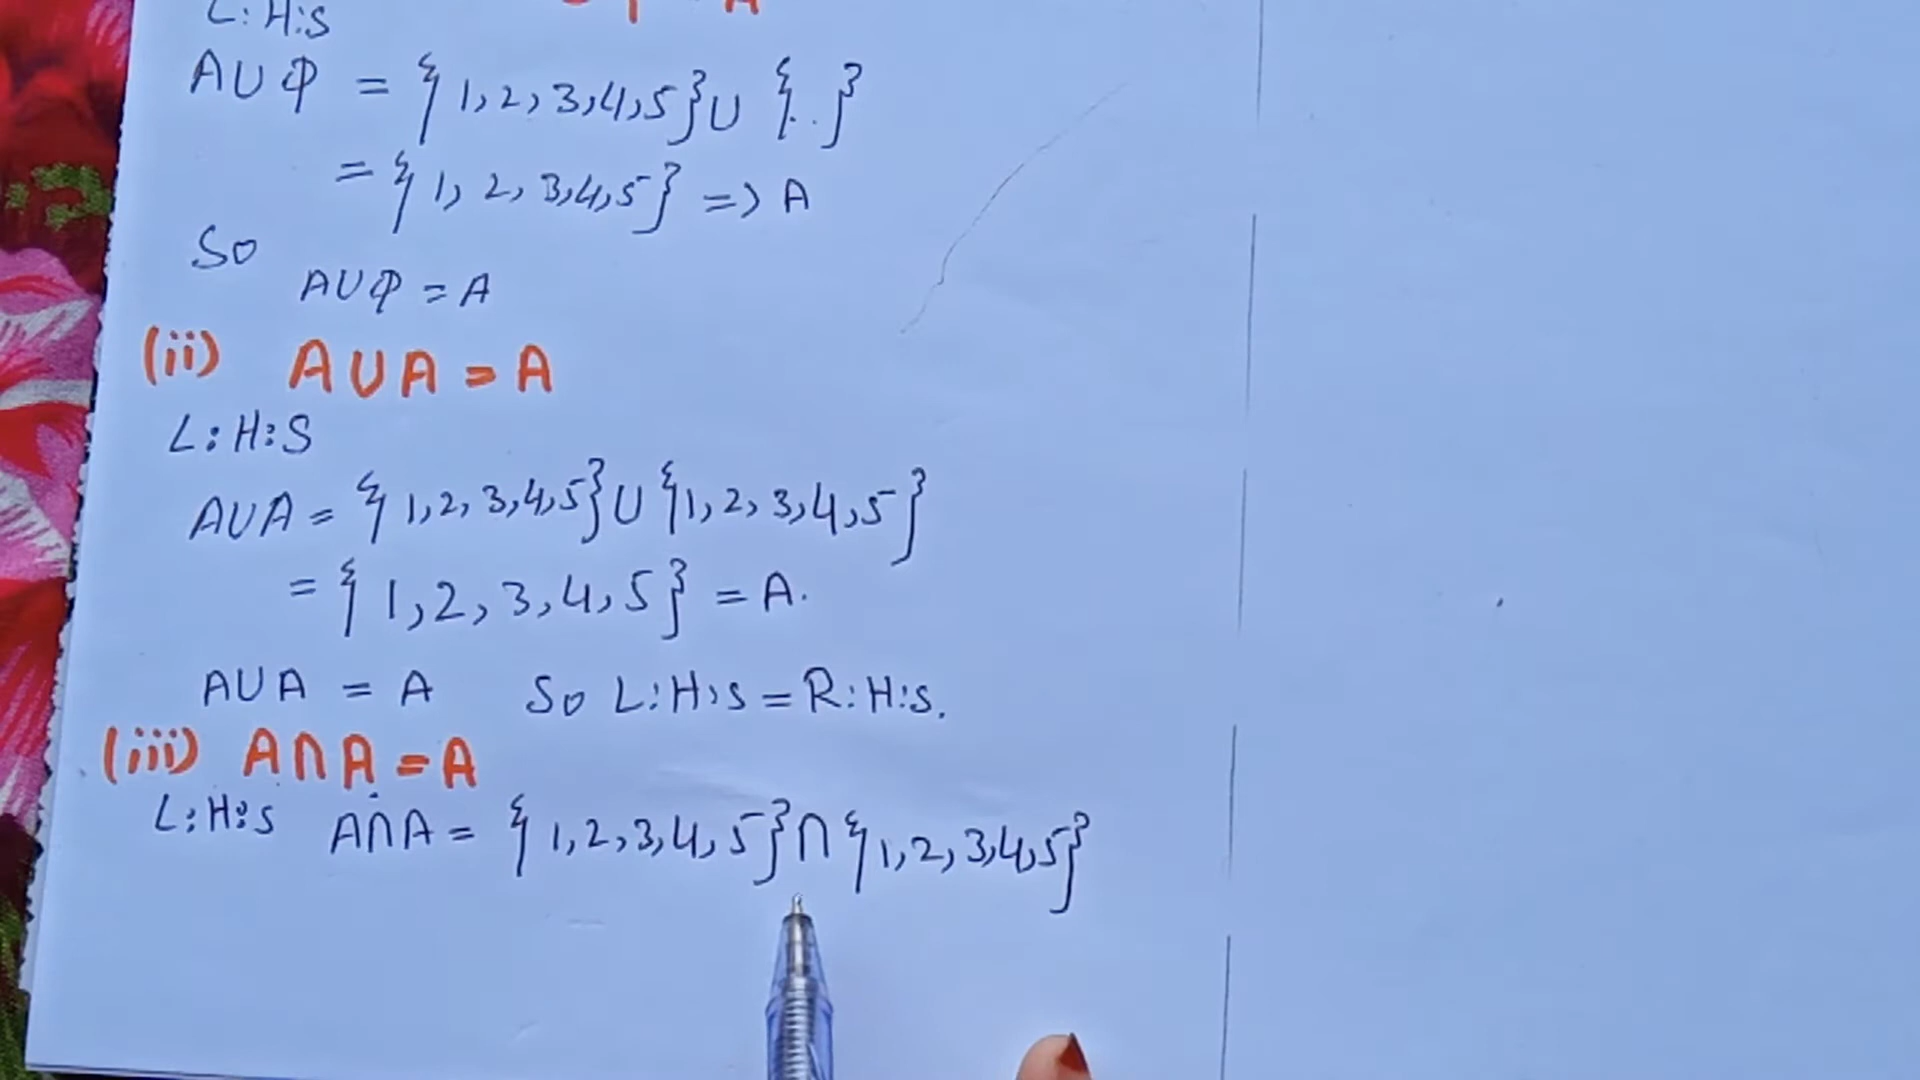 L:H:S
A∪Φ = {1,2,3,4,5}∪ {..}
= {1, 2, 3,4,5} => A
So
A∪Φ = A
(ii) A∪A = A
L:H:S
A∪A = {1,2,3,4,5}∪{1,2,3,4,5}
= {1,2,3,4,5} = A.
A∪A = A So L:H:S = R:H:S.
(iii) A∩A = A
L:H:S A∩A = {1,2,3,4,5}∩{1,2,3,4,5}